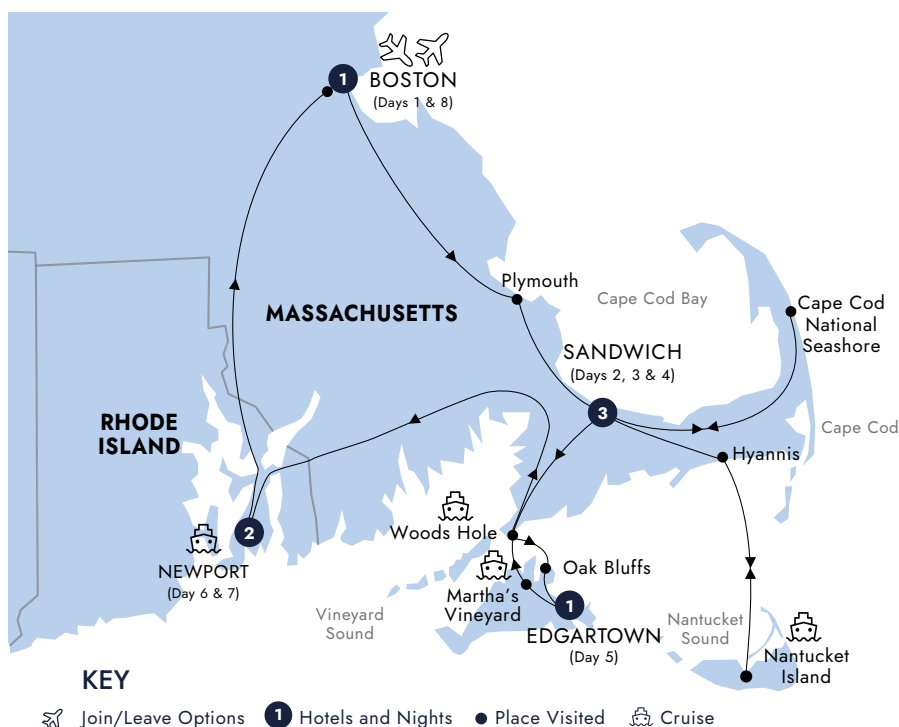 1
BOSTON
(Days 1 & 8)
Plymouth
Cape Cod Bay
Cape Cod
National
Seashore
MASSACHUSETTS
SANDWICH
(Days 2, 3 & 4)
3
RHODE
ISLAND
Cape Cod
Hyannis
2
NEWPORT
(Day 6 & 7)
Woods Hole
Oak Bluffs
Martha's
Vineyard
1
EDGARTOWN
(Day 5)
Vineyard
Sound
Nantucket
Sound
Nantucket
Island
KEY
Join/Leave Options
1 Hotels and Nights
Place Visited
Cruise